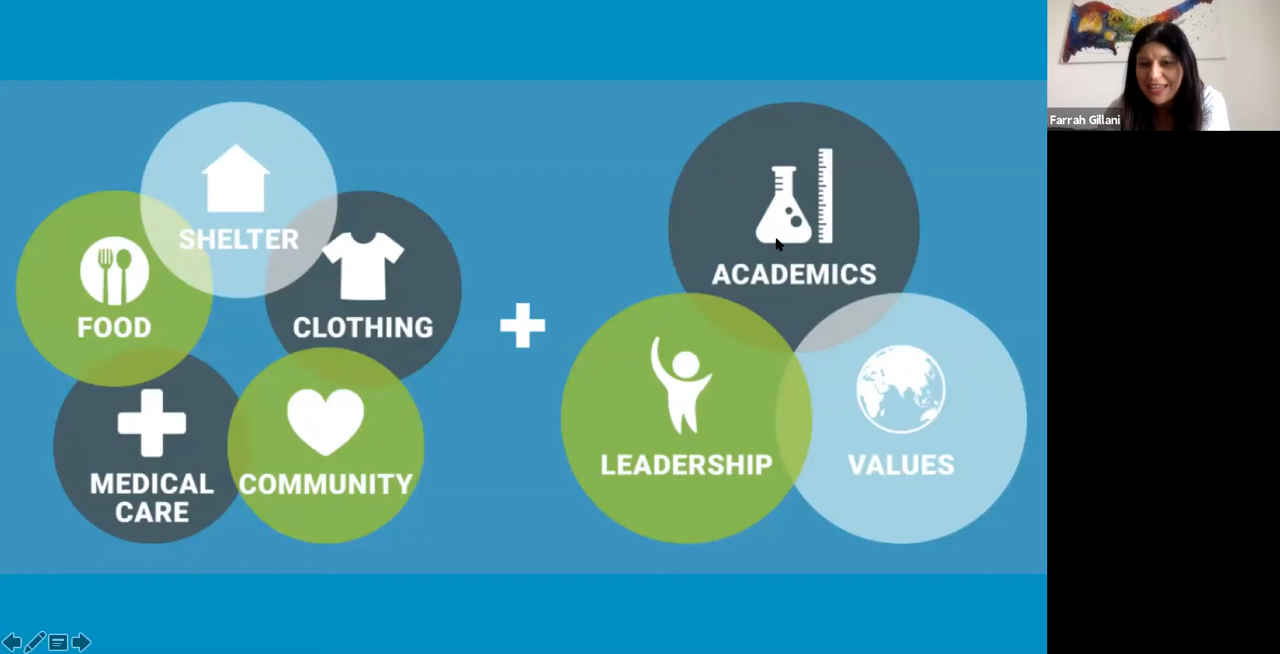 SHELTER
FOOD
CLOTHING
MEDICAL
CARE
COMMUNITY
ACADEMICS
LEADERSHIP
VALUES
Farrah Gillani